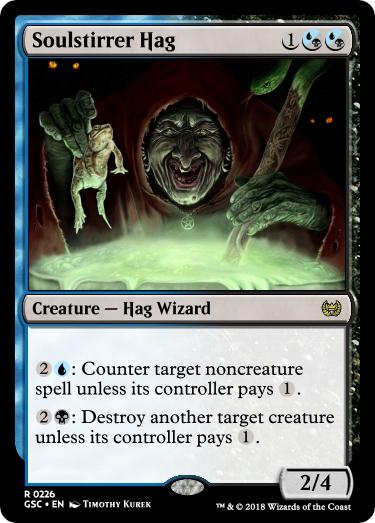 Soulstirrer Hag 1
Creature — Hag Wizard
2 : Counter target noncreature
spell unless its controller pays 1 .
2 : Destroy another target creature
unless its controller pays 1 .
2/4
R 0226
GSC • EN Timothy Kurek
™ & © 2018 Wizards of the Coast